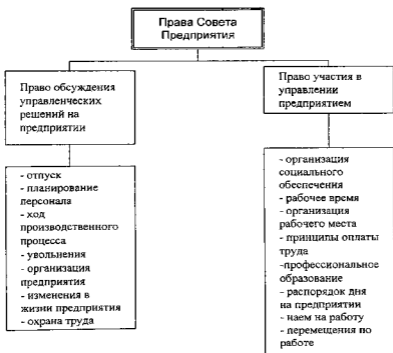 Права Совета
Предприятия
Право обсуждения
управленческих
решений на
предприятии
- отпуск
- планирование
персонала
- ход
производственного
процесса
- увольнения
- организация
предприятия
- изменения в
жизни предприятия
- охрана труда
Право участия в
управлении
предприятием
- организация
социального
обеспечения
- рабочее время
- организация
рабочего места
- принципы оплаты
труда
-профессиональное
образование
- распорядок дня
на предприятии
- наем на работу
- перемещения по
работе